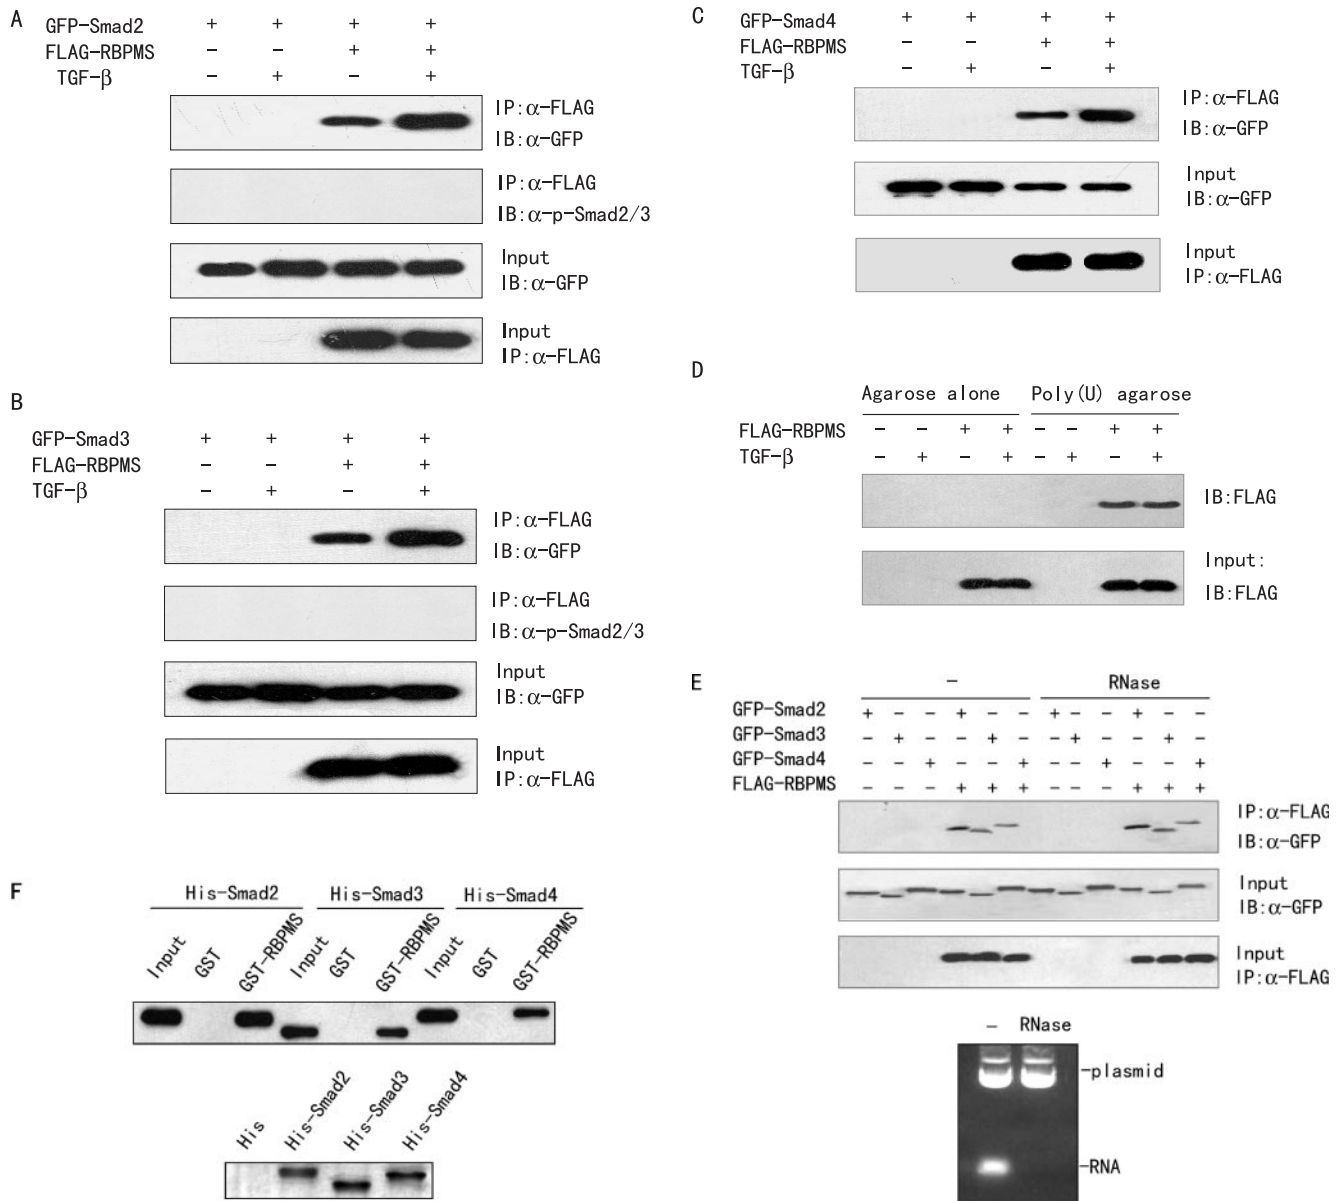 A
GFP-Smad2 + + + +
FLAG-RBPMS - - + +
TGF-β - + - +
IP:α-FLAG
IB:α-GFP
IP:α-FLAG
IB:α-p-Smad2/3
Input
IB:α-GFP
Input
IP:α-FLAG
B
GFP-Smad3 + + + +
FLAG-RBPMS - - + +
TGF-β - + - +
IP:α-FLAG
IB:α-GFP
IP:α-FLAG
IB:α-p-Smad2/3
Input
IB:α-GFP
Input
IP:α-FLAG
C
GFP-Smad4 + + + +
FLAG-RBPMS - - + +
TGF-β - + - +
IP:α-FLAG
IB:α-GFP
Input
IB:α-GFP
Input
IP:α-FLAG
D
Agarose alone Poly(U) agarose
FLAG-RBPMS - - + + - - + +
TGF-β - + - + - + - +
IB:FLAG
Input:
IB:FLAG
E
- RNase
GFP-Smad2 + - - + - - + - - + - -
GFP-Smad3 - + - - + - - + - - + -
GFP-Smad4 - - + - - + - - + - - +
FLAG-RBPMS - - - + + + - - - + + +
IP:α-FLAG
IB:α-GFP
Input
IB:α-GFP
Input
IP:α-FLAG
- RNase
-plasmid
-RNA
F
His-Smad2 His-Smad3 His-Smad4
Input GST GST-RBPMS Input GST GST-RBPMS Input GST GST-RBPMS
His His-Smad2 His-Smad3 His-Smad4